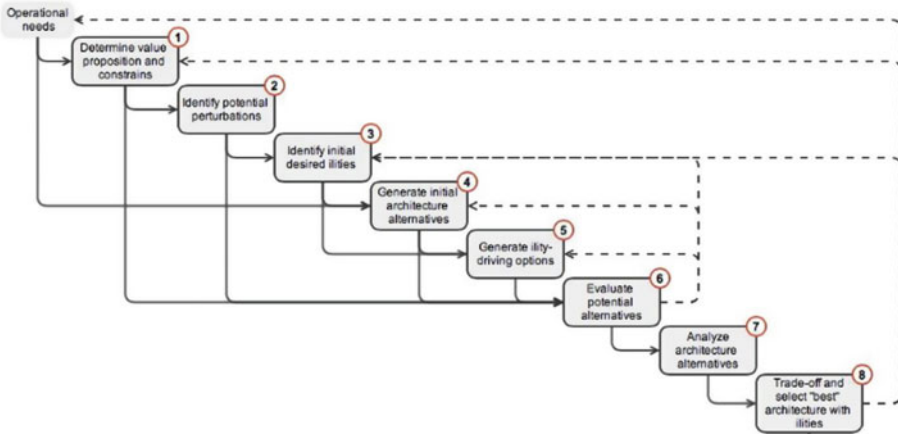 Operational
needs
1
Determine value
proposition and
constrains
2
Identify potential
perturbations
3
Identify initial
desired ilities
4
Generate initial
architecture
alternatives
5
Generate ility-
driving options
6
Evaluate
potential
alternatives
7
Analyze
architecture
alternatives
8
Trade-off and
select "best"
architecture with
ilities